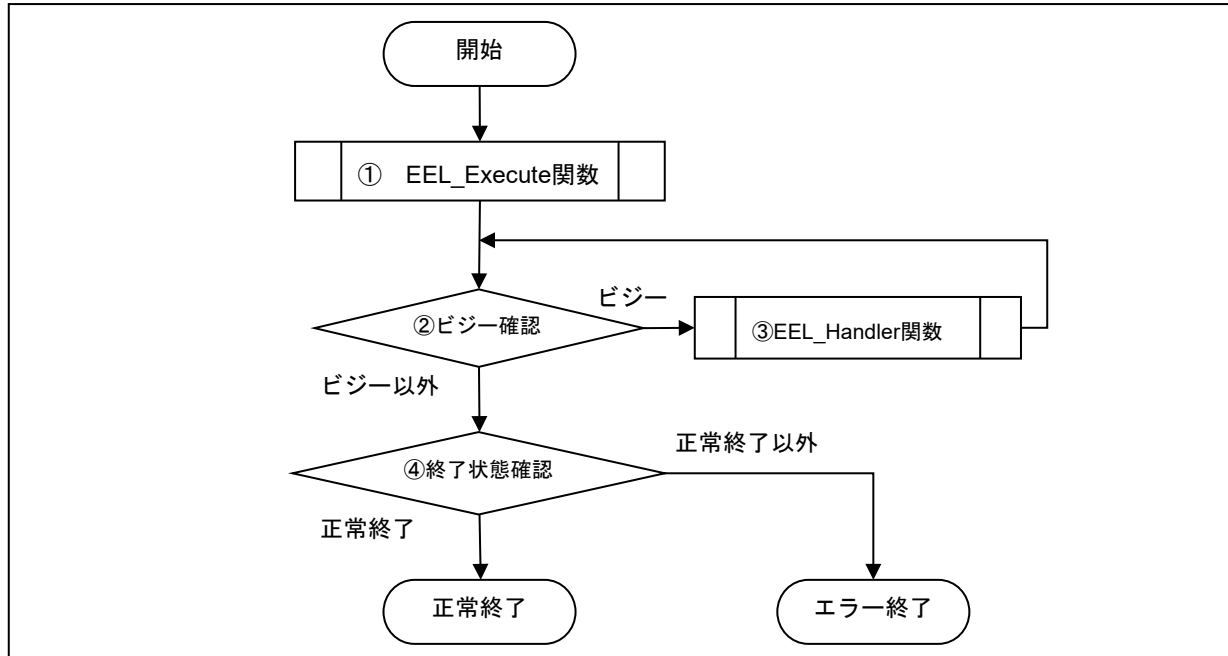 開始
① EEL_Execute関数
ビジー
②ビジー確認
③EEL_Handler関数
ビジー以外
正常終了以外
④終了状態確認
正常終了
正常終了
エラー終了